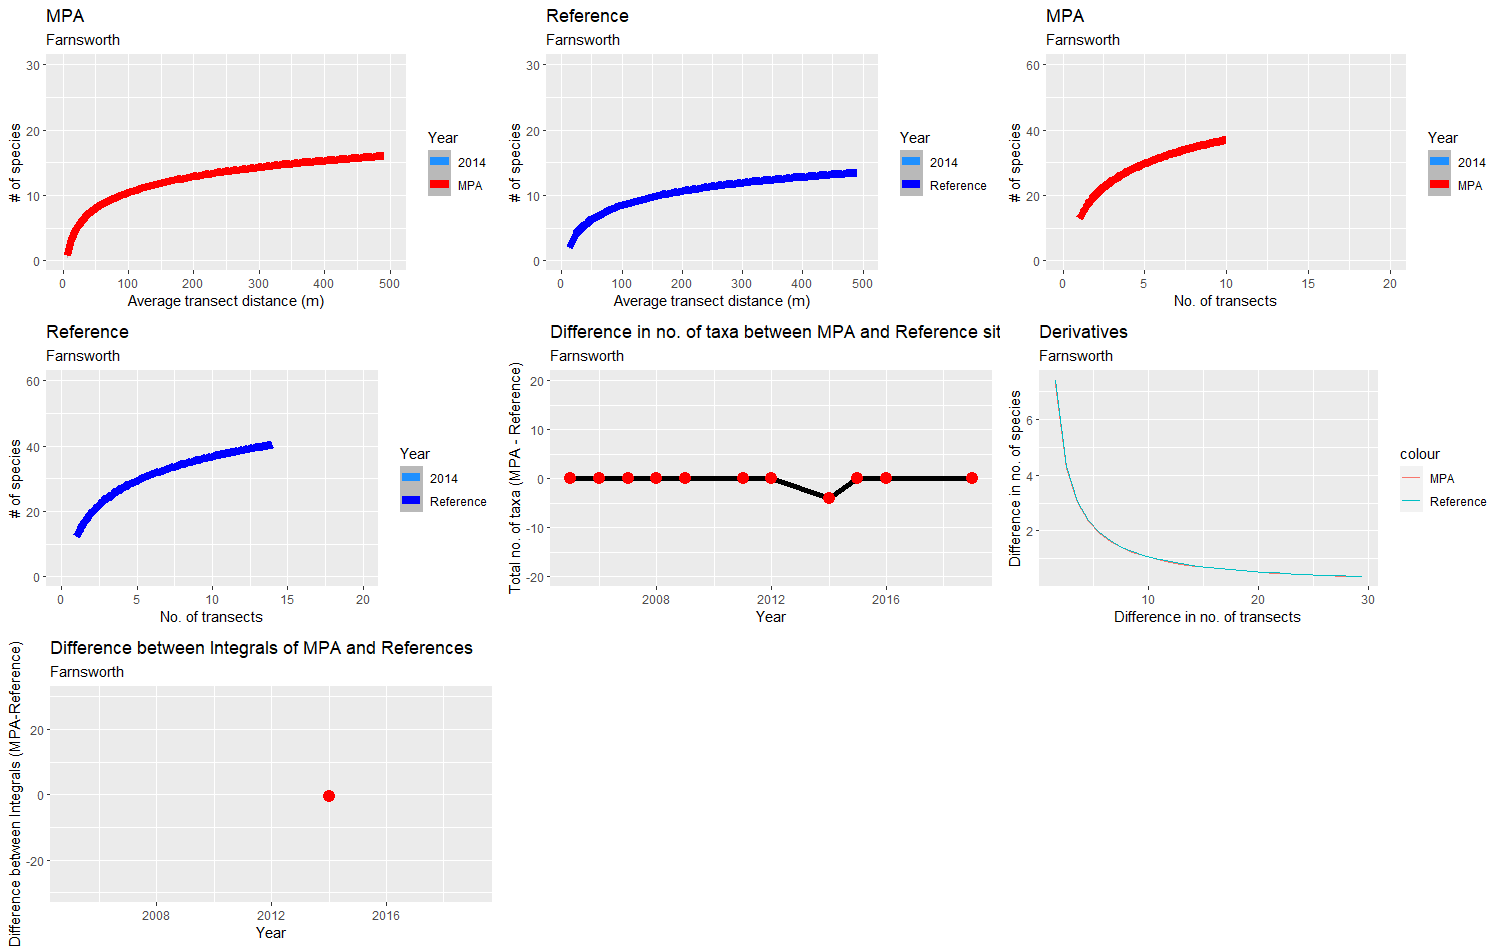 MPA
Farnsworth
# of species
30
20
10
0
0 100 200 300 400 500
Average transect distance (m)
Year
2014
MPA
Reference
Farnsworth
# of species
30
20
10
0
0 100 200 300 400 500
Average transect distance (m)
Year
2014
Reference
MPA
Farnsworth
# of species
60
40
20
0
0 5 10 15 20
No. of transects
Year
2014
MPA
Reference
Farnsworth
# of species
60
40
20
0
0 5 10 15 20
No. of transects
Year
2014
Reference
Difference in no. of taxa between MPA and Reference sit
Farnsworth
Total no. of taxa (MPA - Reference)
20
10
0
-10
-20
2008 2012 2016
Year
Derivatives
Farnsworth
Difference in no. of species
6
4
2
10 20 30
Difference in no. of transects
colour
MPA
Reference
Difference between Integrals of MPA and References
Farnsworth
Difference between Integrals (MPA-Reference)
20
0
-20
2008 2012 2016
Year